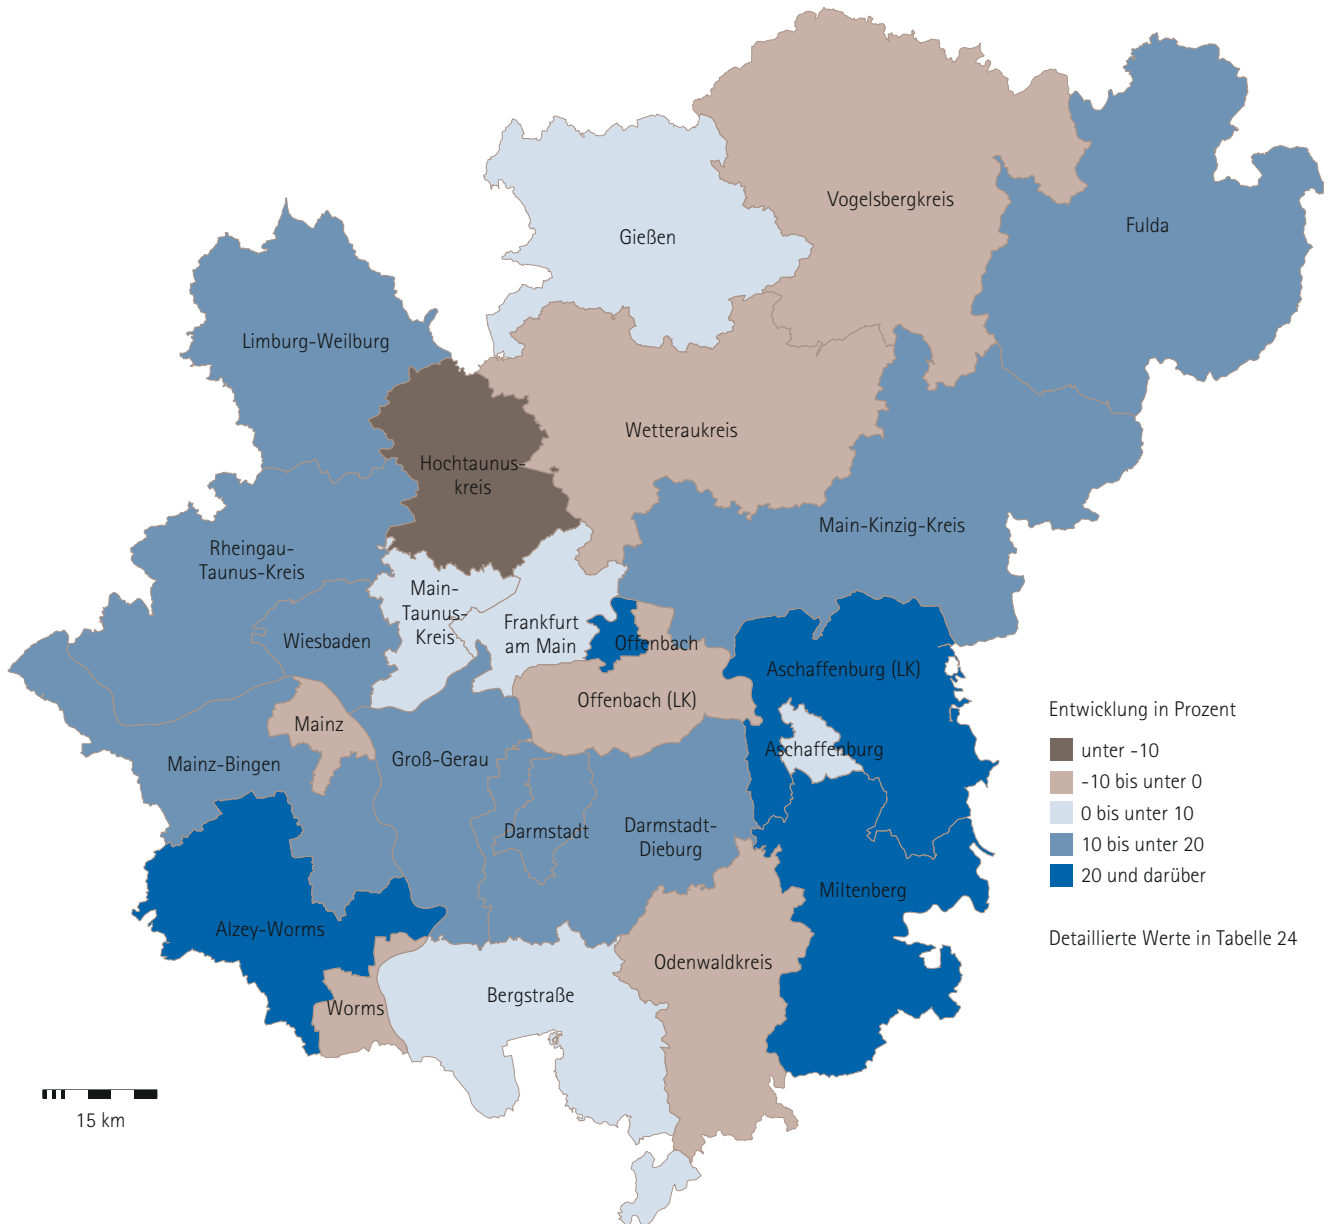 Vogelsbergkreis
Fulda
Gießen
Limburg-Weilburg
Wetteraukreis
Hochtaunus-
kreis
Main-Kinzig-Kreis
Rheingau-
Taunus-Kreis
Main-
Taunus-
Kreis
Frankfurt
am Main
Wiesbaden
Offenbach
Aschaffenburg (LK)
Offenbach (LK)
Mainz
Mainz-Bingen
Groß-Gerau
Aschaffenburg
Darmstadt
Darmstadt-
Dieburg
Miltenberg
Alzey-Worms
Odenwaldkreis
Bergstraße
Worms
Entwicklung in Prozent
unter -10
-10 bis unter 0
0 bis unter 10
10 bis unter 20
20 und darüber
Detaillierte Werte in Tabelle 24
15 km